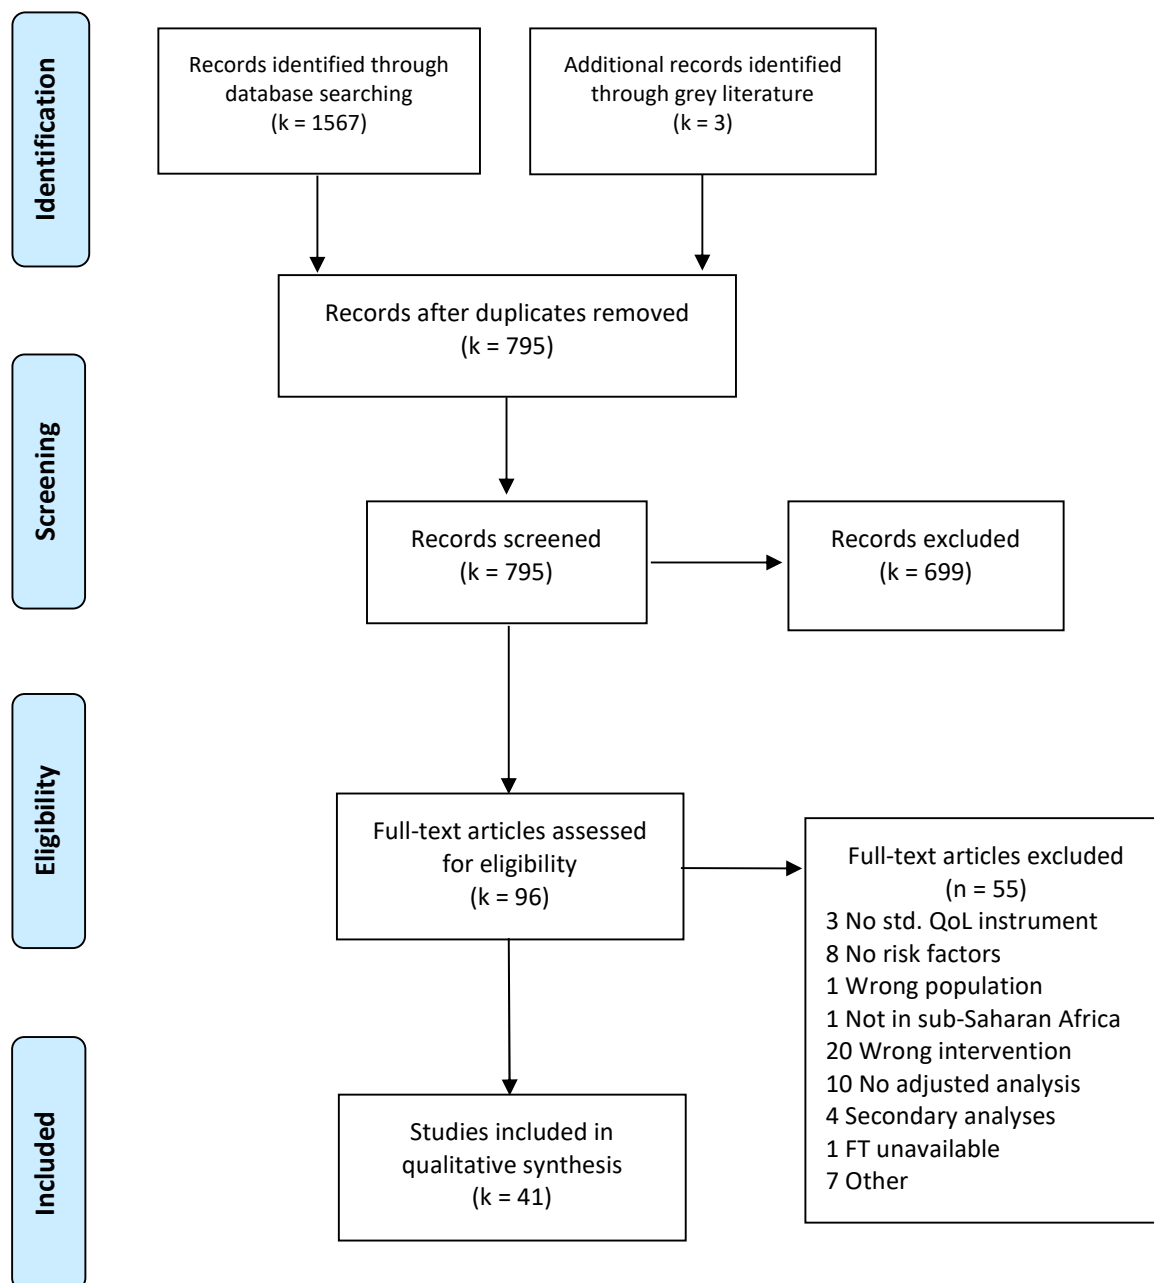 Identification
Records identified through
database searching
(k = 1567)
Additional records identified
through grey literature
(k = 3)
Records after duplicates removed
(k = 795)
Screening
Records screened
(k = 795)
Records excluded
(k = 699)
Eligibility
Full-text articles assessed
for eligibility
(k = 96)
Full-text articles excluded
(n = 55)
3 No std. QoL instrument
8 No risk factors
1 Wrong population
1 Not in sub-Saharan Africa
20 Wrong intervention
10 No adjusted analysis
4 Secondary analyses
1 FT unavailable
7 Other
Included
Studies included in
qualitative synthesis
(k = 41)